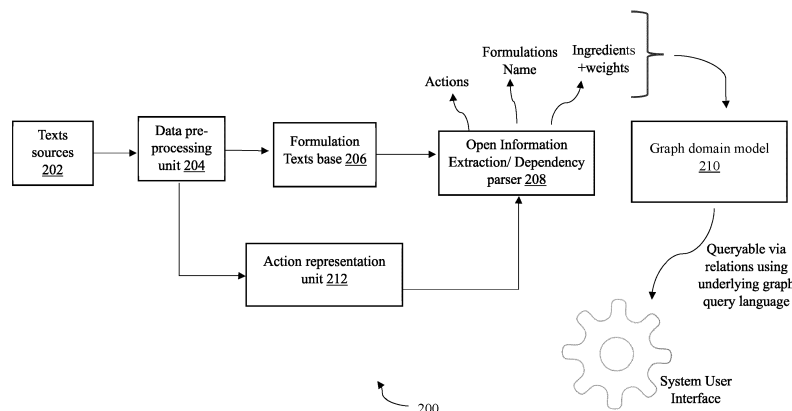 Texts
sources 202
Data pre-
processing
unit 204
Formulation
Texts base 206
Open Information
Extraction/ Dependency
parser 208
Actions
Formulations
Name
Ingredients
+weights
Graph domain model
210
Action representation
unit 212
Queryable via
relations using
underlying graph
query language
System User
Interface
200